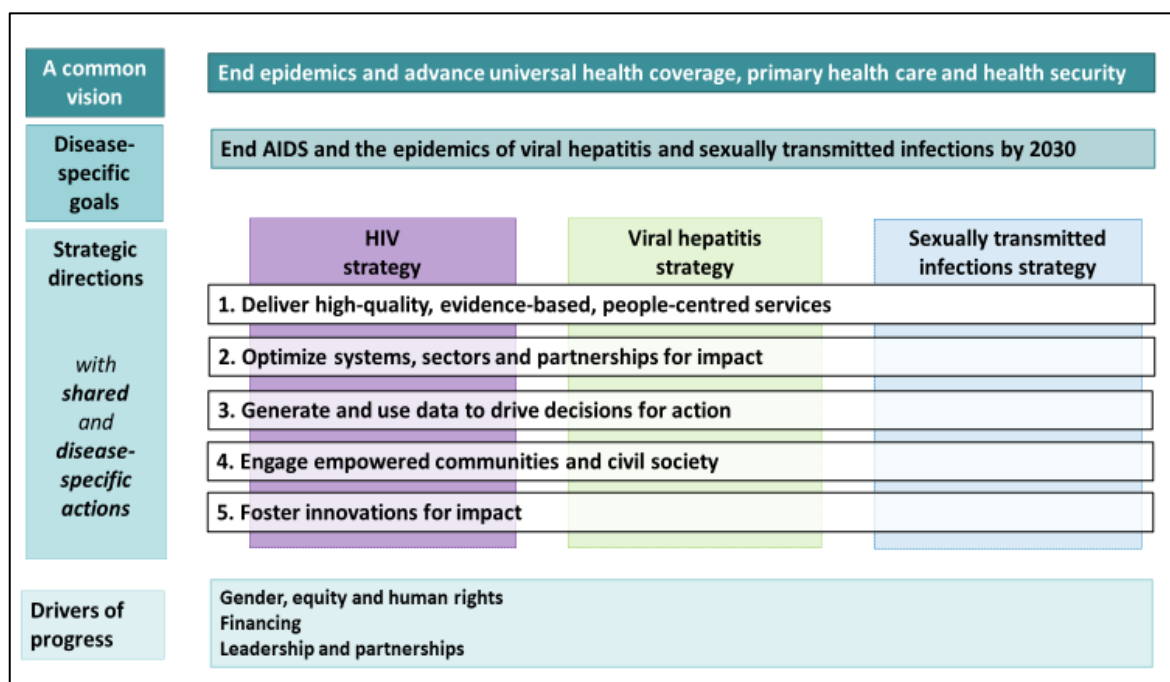 A common
vision
End epidemics and advance universal health coverage, primary health care and health security
Disease-
specific
goals
End AIDS and the epidemics of viral hepatitis and sexually transmitted infections by 2030
Strategic
directions
with
shared
and
disease-
specific
actions
HIV
strategy
Viral hepatitis
strategy
Sexually transmitted
infections strategy
1. Deliver high-quality, evidence-based, people-centred services
2. Optimize systems, sectors and partnerships for impact
3. Generate and use data to drive decisions for action
4. Engage empowered communities and civil society
5. Foster innovations for impact
Drivers of
progress
Gender, equity and human rights
Financing
Leadership and partnerships